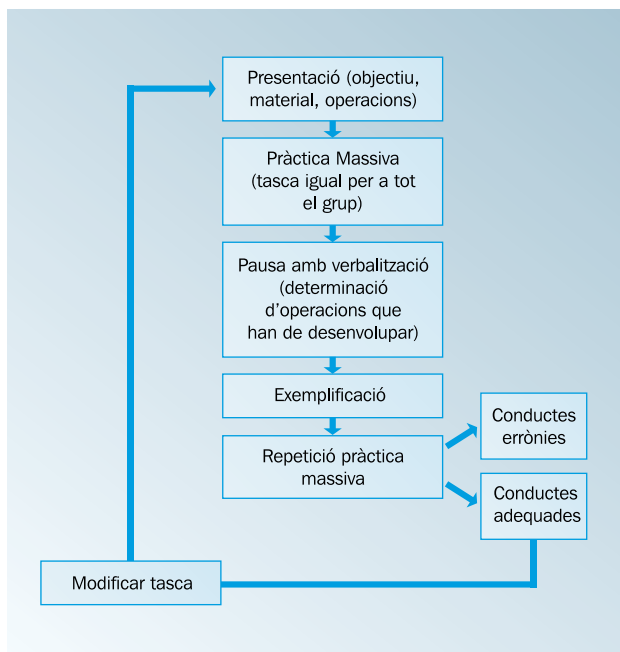 Presentació (objectiu,
material, operacions)
Pràctica Massiva
(tasca igual per a tot
el grup)
Pausa amb verbalització
(determinació
d'operacions que
han de desenvolupar)
Exemplificació
Repetició pràctica
massiva
Conductes
errònies
Conductes
adequades
Modificar tasca